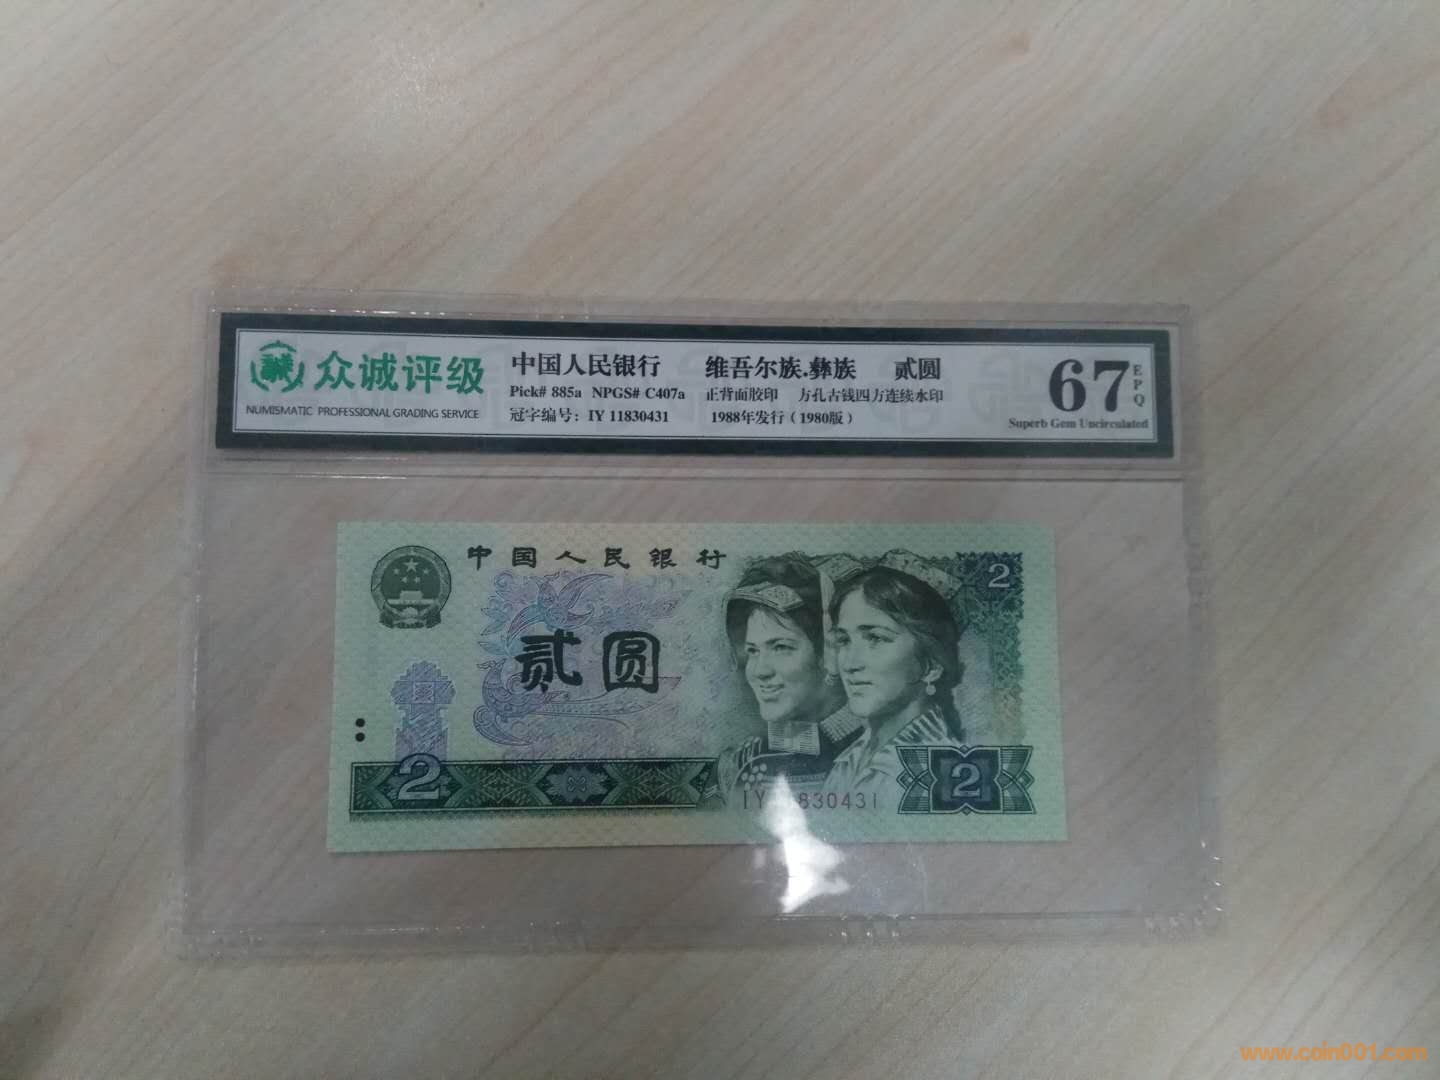 众诚评级
NUMISMATIC PROFESSIONAL GRADING SERVICE
中国人民银行 维吾尔族.彝族 贰圆
Pick# 885a NPGS# C407a 正背面胶印 方孔古钱四方连续水印
冠字编号: IY 11830431 1988年发行（1980版）
67
EPQ
Superb Gem Uncirculated
中国人民银行
2
贰圆
2
IY 830431
2
www.coin001.com